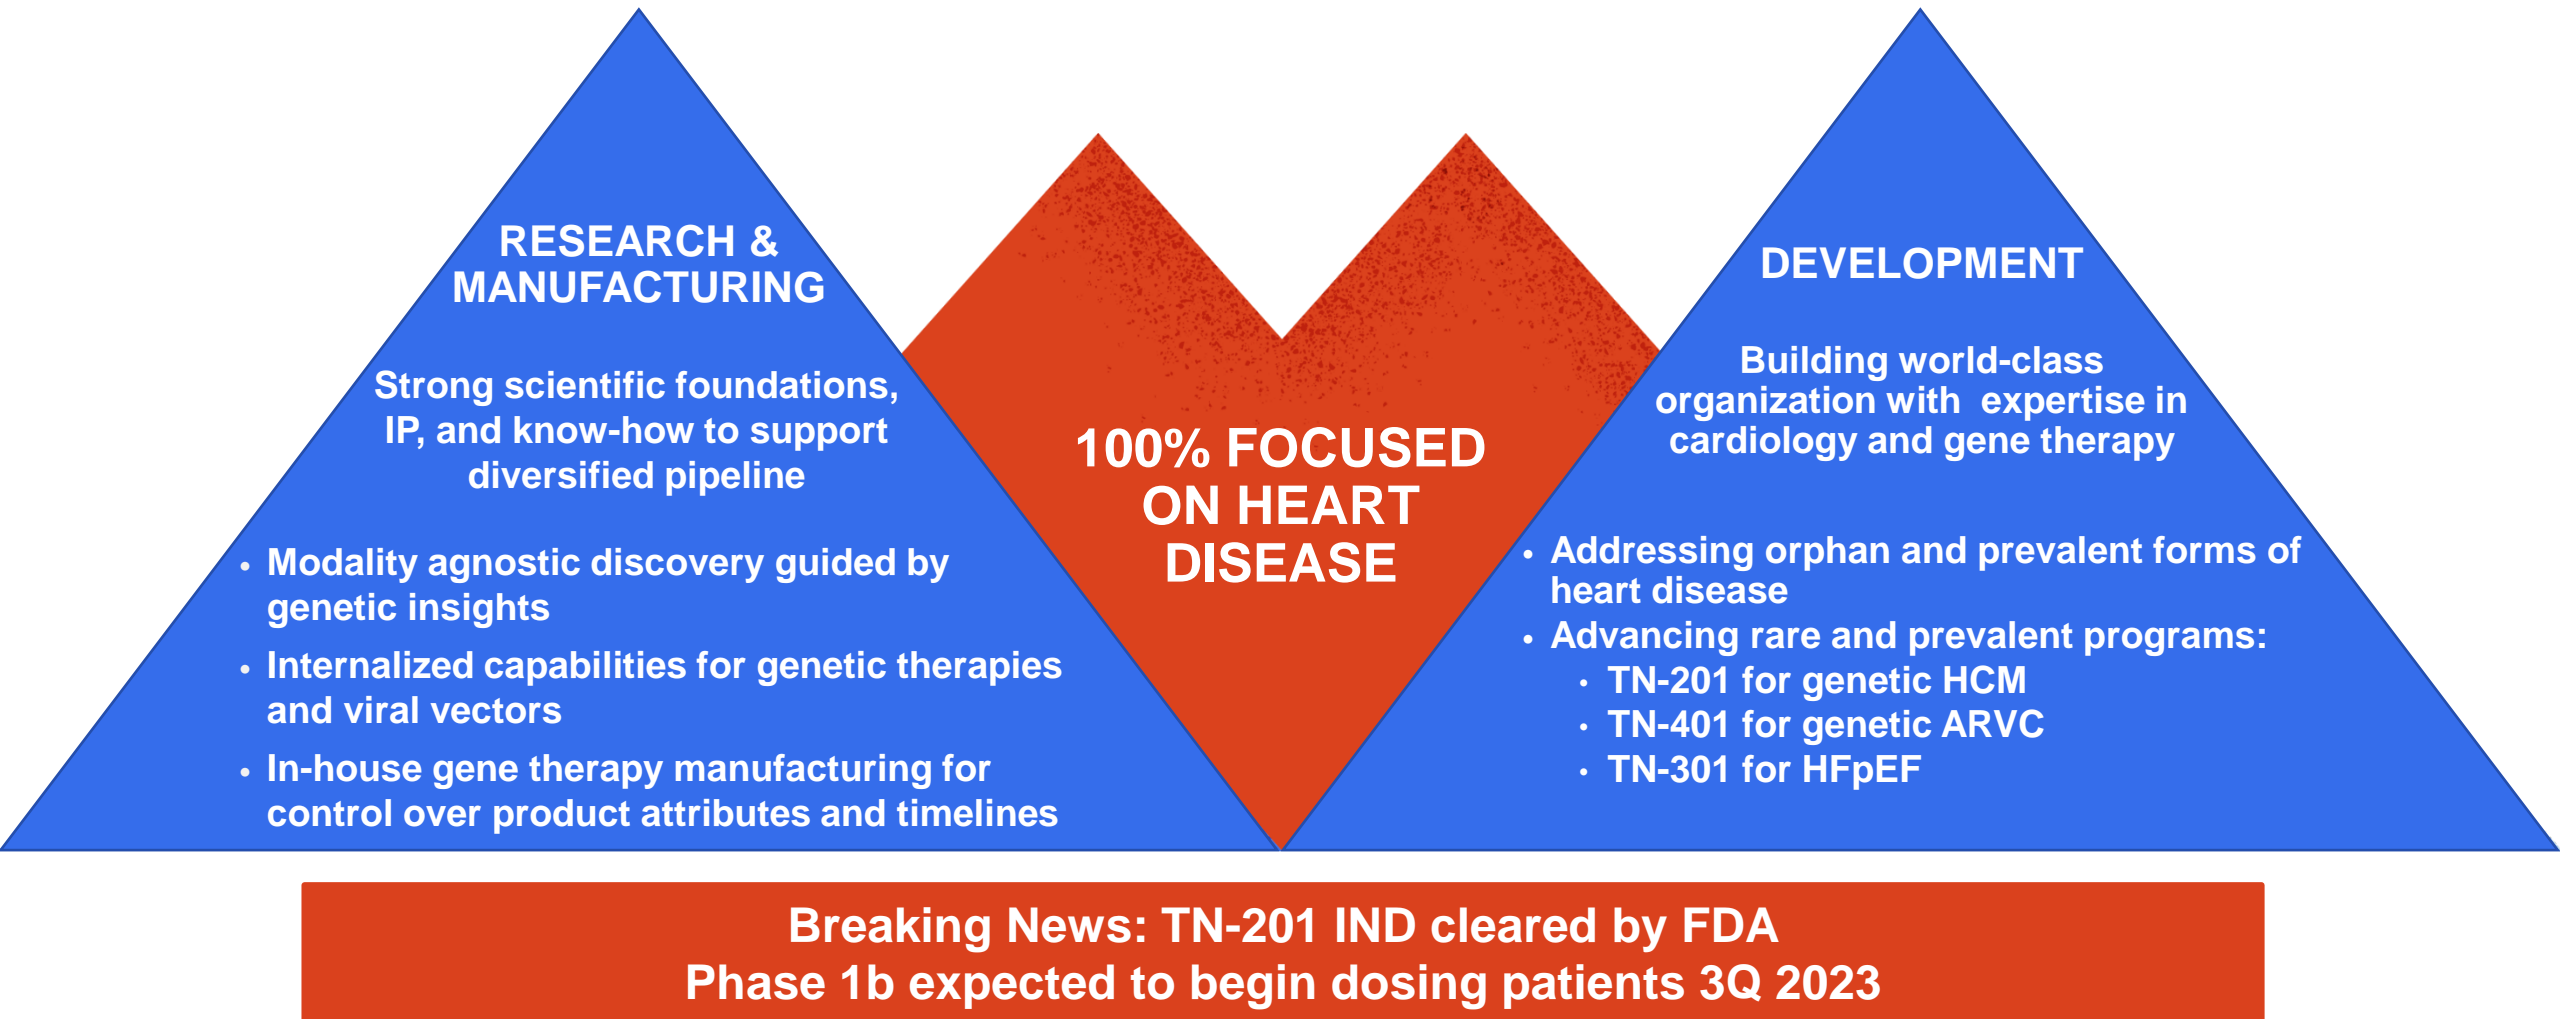 RESEARCH &
MANUFACTURING
Strong scientific foundations,
IP, and know-how to support
diversified pipeline
• Modality agnostic discovery guided by
genetic insights
• Internalized capabilities for genetic therapies
and viral vectors
• In-house gene therapy manufacturing for
control over product attributes and timelines
100% FOCUSED
ON HEART
DISEASE
DEVELOPMENT
Building world-class
organization with expertise in
cardiology and gene therapy
• Addressing orphan and prevalent forms of
heart disease
• Advancing rare and prevalent programs:
• TN-201 for genetic HCM
• TN-401 for genetic ARVC
• TN-301 for HFpEF
Breaking News: TN-201 IND cleared by FDA
Phase 1b expected to begin dosing patients 3Q 2023